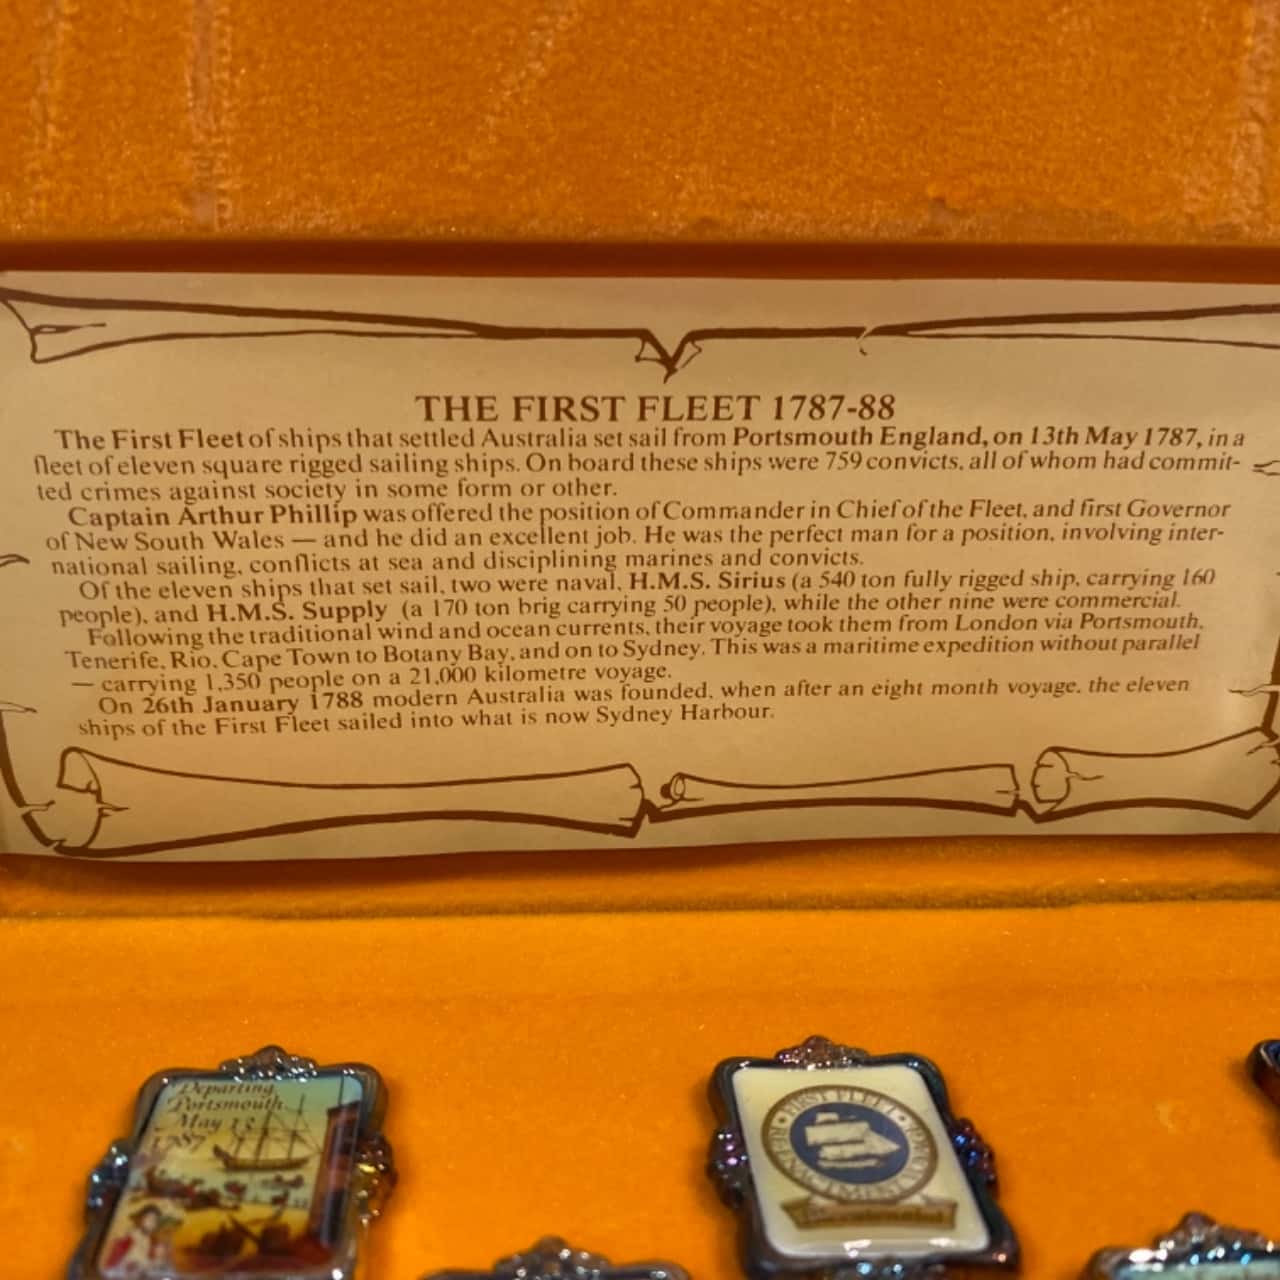 THE FIRST FLEET 1787-88
The First Fleet of ships that settled Australia set sail from Portsmouth England, on 13th May 1787, in a
fleet of eleven square rigged sailing ships. On board these ships were 759 convicts, all of whom had commit-
ted crimes against society in some form or other.
Captain Arthur Phillip was offered the position of Commander in Chief of the Fleet, and first Governor
of New South Wales — and he did an excellent job. He was the perfect man for a position, involving inter-
national sailing, conflicts at sea and disciplining marines and convicts.
Of the eleven ships that set sail, two were naval, H.M.S. Sirius (a 540 ton fully rigged ship, carrying 160
people), and H.M.S. Supply (a 170 ton brig carrying 50 people), while the other nine were commercial.
Following the traditional wind and ocean currents, their voyage took them from London via Portsmouth,
Tenerife, Rio, Cape Town to Botany Bay, and on to Sydney. This was a maritime expedition without parallel
— carrying 1,350 people on a 21,000 kilometre voyage.
On 26th January 1788 modern Australia was founded, when after an eight month voyage, the eleven
ships of the First Fleet sailed into what is now Sydney Harbour.
Departing
Portsmouth
May 13
1787
FIRST FLEET
REENACTMENT VOYAGE
Bicentennial